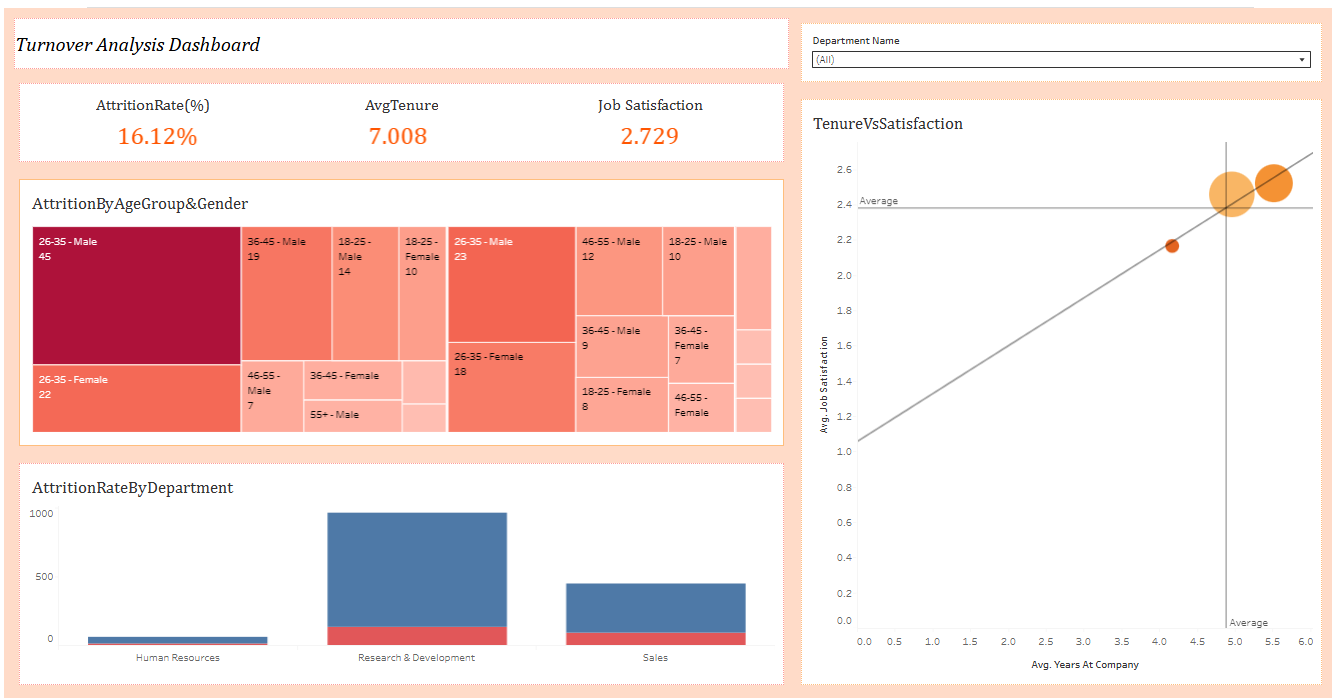 Turnover Analysis Dashboard
Department Name
(All)
AttritionRate(%)
16.12%
AvgTenure
7.008
Job Satisfaction
2.729
AttritionByAgeGroup&Gender
26-35 - Male
45
26-35 - Female
22
36-45 - Male
19
18-25 -
Male
14
18-25 -
Female
10
46-55 -
Male
7
36-45 - Female
55+ - Male
26-35 - Male
23
26-35 - Female
18
46-55 - Male
12
18-25 - Male
10
36-45 - Male
9
36-45 -
Female
7
18-25 - Female
8
46-55 -
Female
AttritionRateByDepartment
1000
500
0
Human Resources
Research & Development
Sales
TenureVsSatisfaction
Avg. Job Satisfaction
2.6
2.4
2.2
2.0
1.8
1.6
1.4
1.2
1.0
0.8
0.6
0.4
0.2
0.0
Average
Average
0.0 0.5 1.0 1.5 2.0 2.5 3.0 3.5 4.0 4.5 5.0 5.5 6.0
Avg. Years At Company